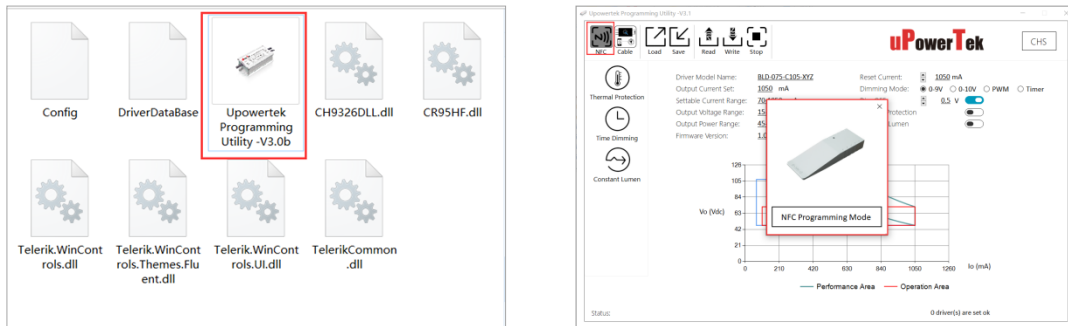 Config
DriverDataBase
Upowertek
Programming
Utility -V3.0b
CH9326DLL.dll
CR95HF.dll
Telerik.WinCont
rols.dll
Telerik.WinCont
rols.Themes.Flu
ent.dll
Telerik.WinCont
rols.UI.dll
TelerikCommon
.dll
Upowertek Programming Utility -V3.1
NFC Cable Load Save Read Write Stop
uPowerTek
CHS
Thermal Protection
Time Dimming
Constant Lumen
Driver Model Name: BLD-075-C105-XYZ
Output Current Set: 1050 mA
Settable Current Range:
Output Voltage Range:
Output Power Range:
Firmware Version:
Reset Current: 1050 mA
Dimming Mode: 0-9V 0-10V PWM Timer
0.5 V
NFC Programming Mode
Vo (Vdc)
126
105
84
63
42
21
0
0 210 420 630 840 1050 1260 Io (mA)
Performance Area Operation Area
Status: 0 driver(s) are set ok